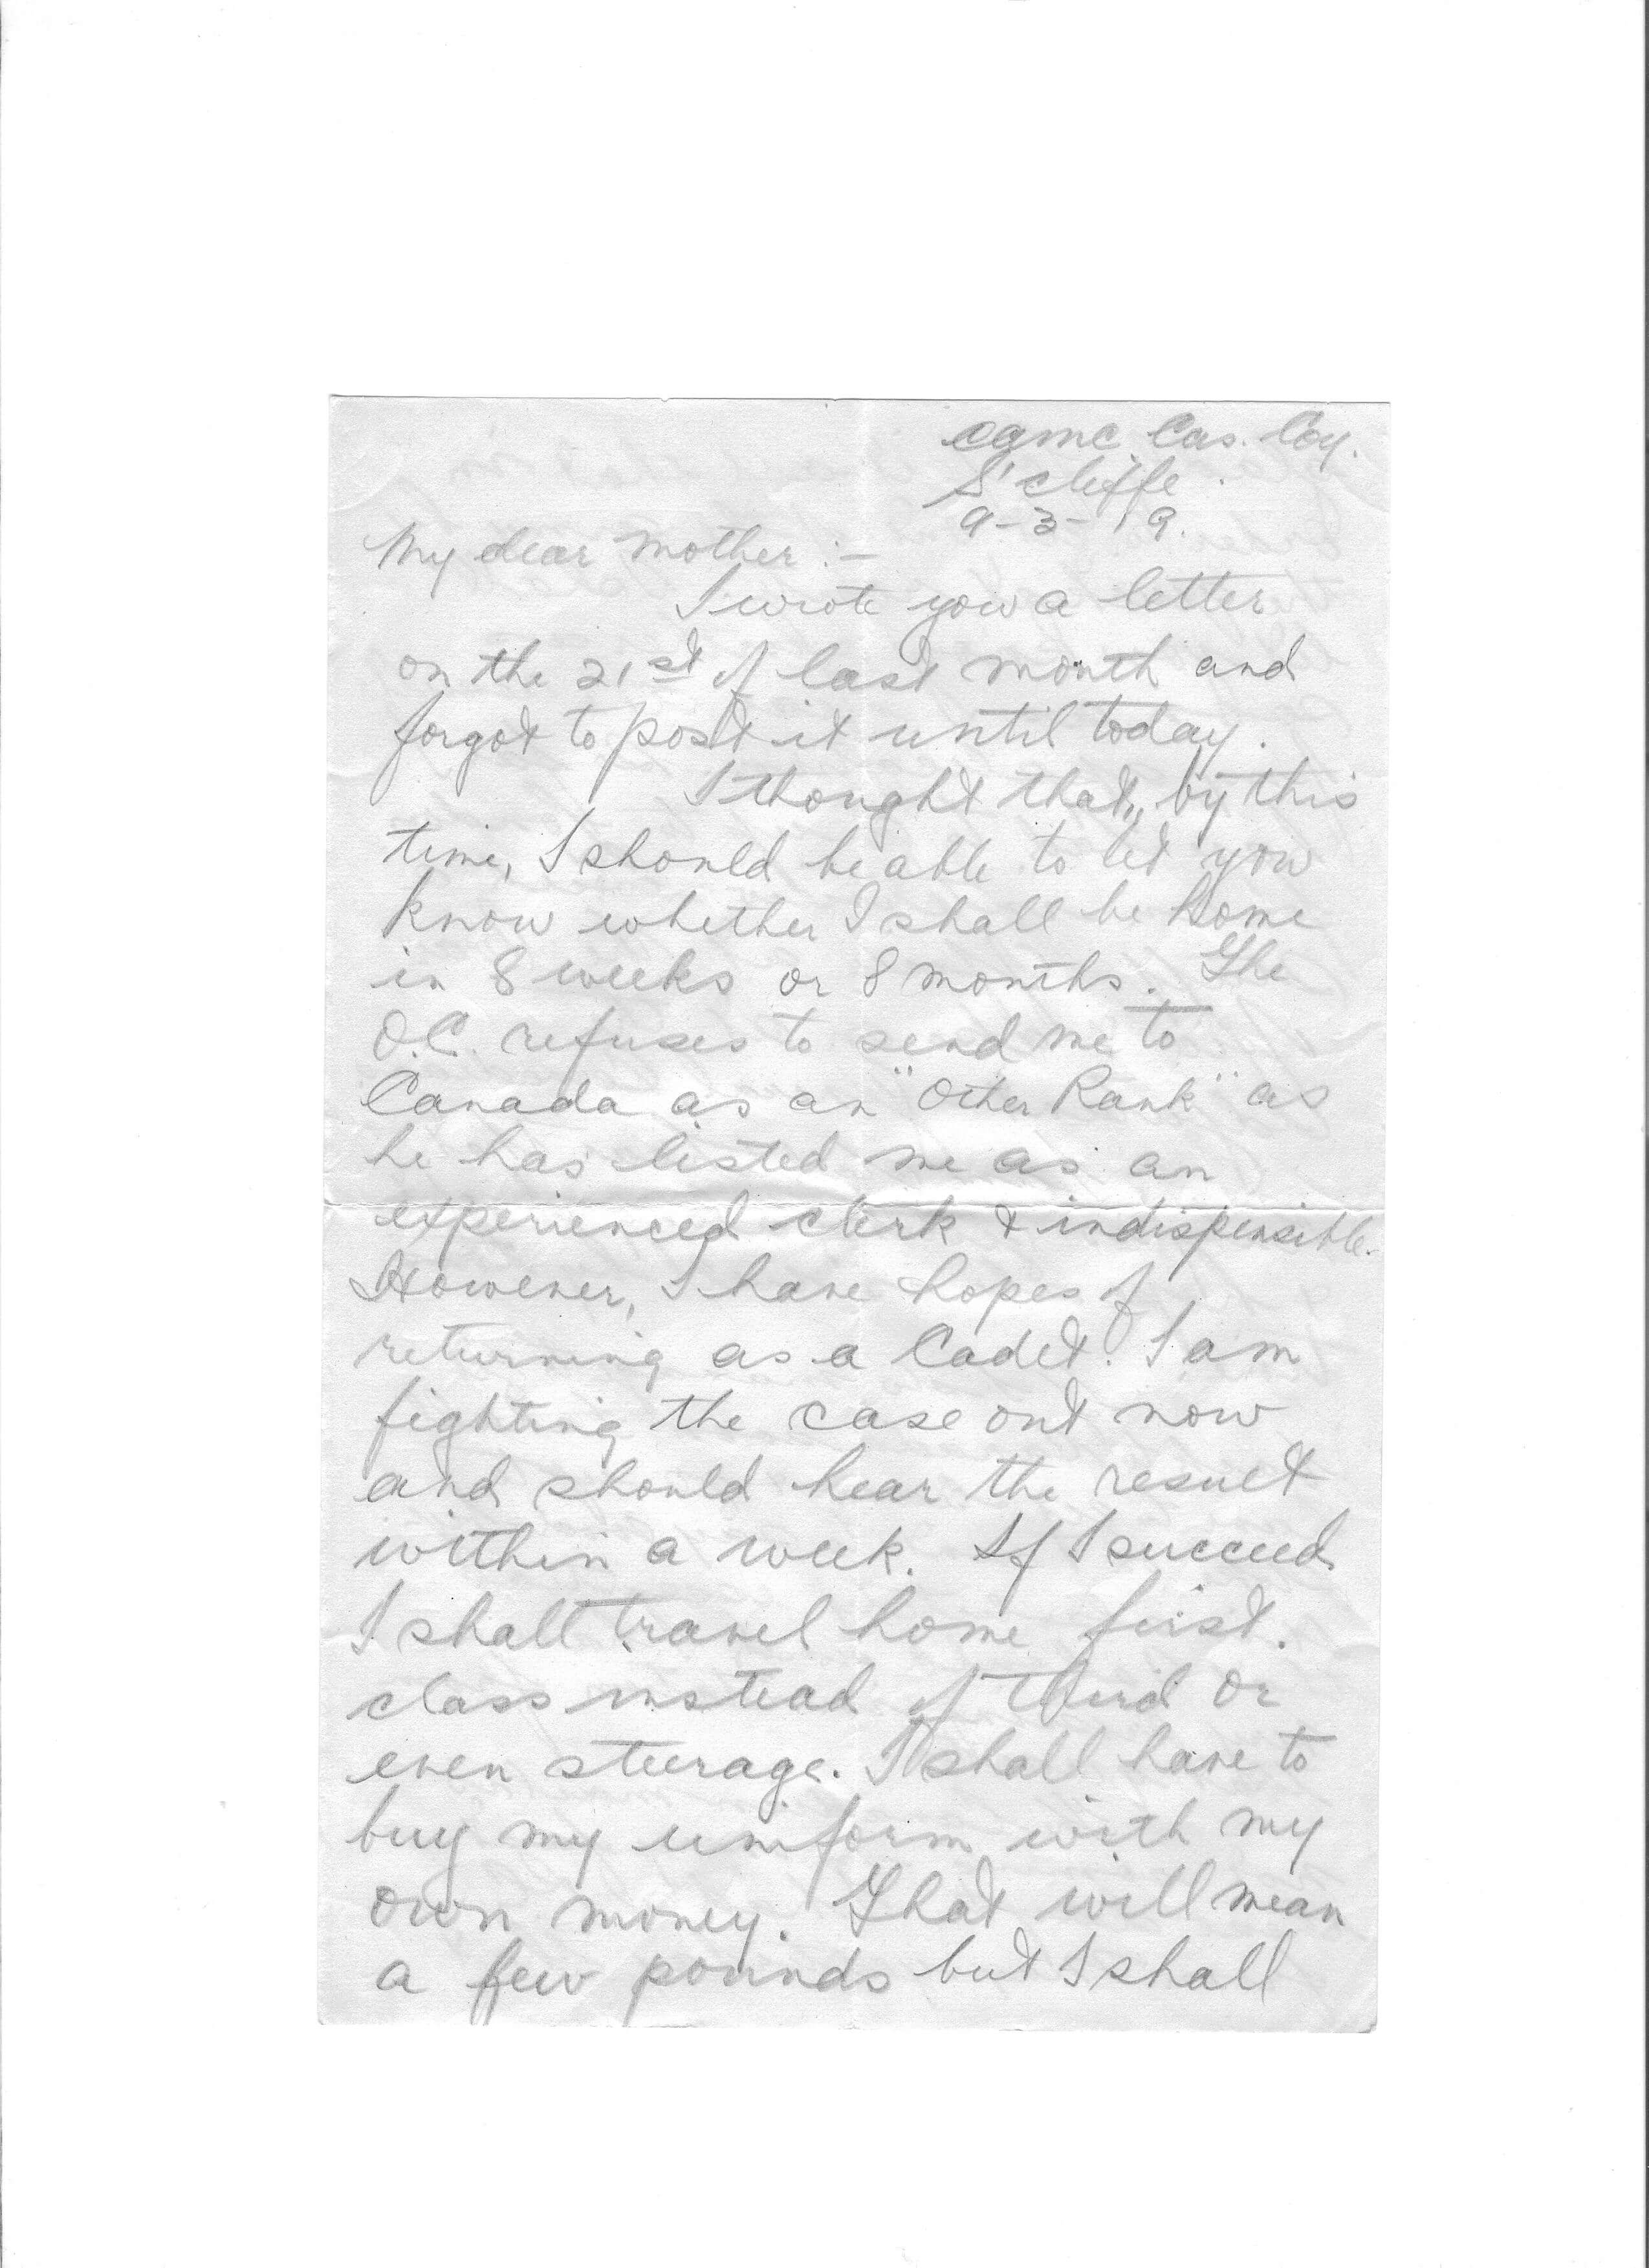 CAMC Cas. Coy.
S'cliffe.
9-3-19.
My dear Mother :-
I wrote you a letter
on the 21st of last month and
forgot to post it until today.
I thought that, by this
time, I should be able to let you
know whether I shall be home
in 8 weeks or 8 months. The
O.C. refuses to send me to
Canada as an "Other Rank" as
he has listed me as an
experienced clerk & indispensible.
However, I have hopes of
returning as a Cadet. I am
fighting the case out now
and should hear the result
within a week. If I succeed
I shall travel home first.
class instead of third or
even steerage. I shall have to
buy my uniform with my
own money. That will mean
a few pounds but I shall